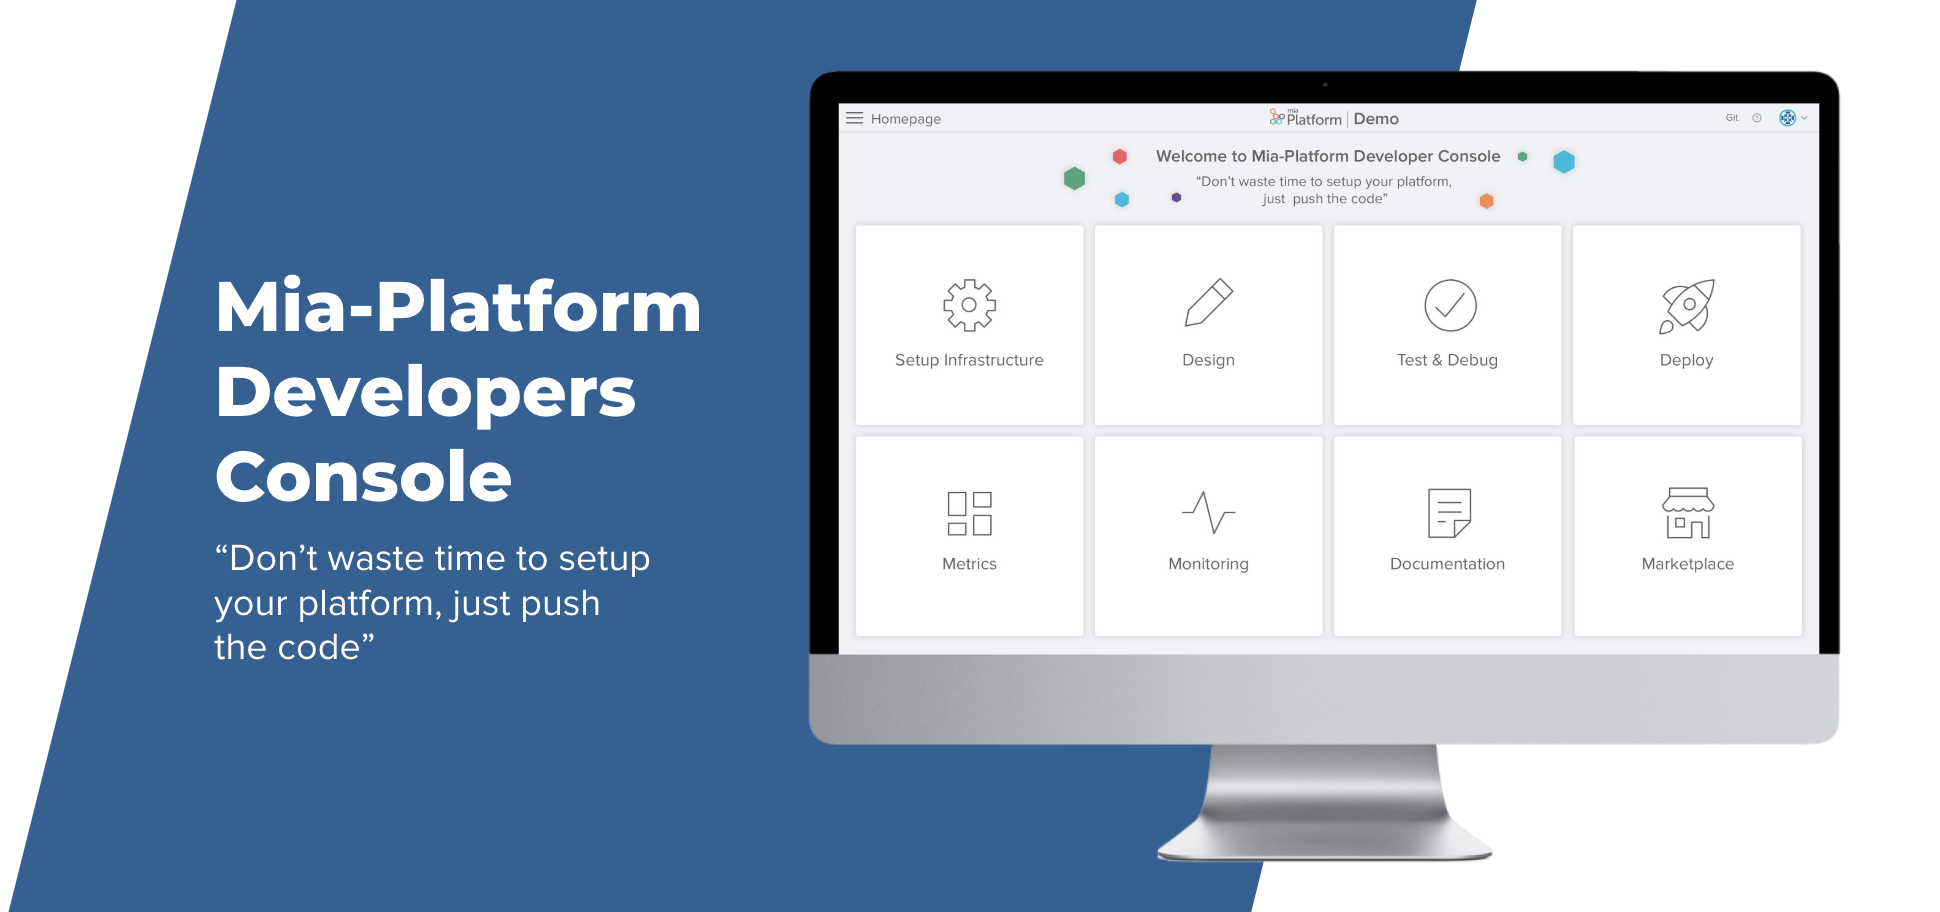 Mia-Platform
Developers
Console
“Don’t waste time to setup
your platform, just push
the code”
Homepage
mia
Platform | Demo
Git
Welcome to Mia-Platform Developer Console
“Don’t waste time to setup your platform,
just push the code”
Setup Infrastructure
Design
Test & Debug
Deploy
Metrics
Monitoring
Documentation
Marketplace